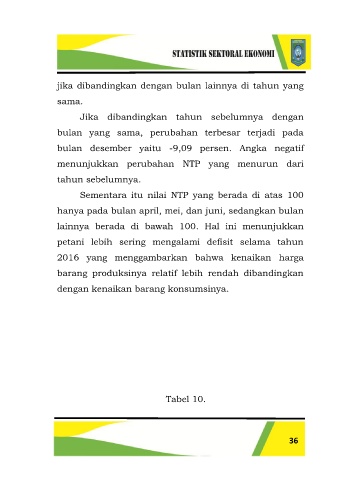 STATISTIK SEKTORAL EKONOMI
jika dibandingkan dengan bulan lainnya di tahun yang
sama.
Jika dibandingkan tahun sebelumnya dengan
bulan yang sama, perubahan terbesar terjadi pada
bulan desember yaitu -9,09 persen. Angka negatif
menunjukkan perubahan NTP yang menurun dari
tahun sebelumnya.
Sementara itu nilai NTP yang berada di atas 100
hanya pada bulan april, mei, dan juni, sedangkan bulan
lainnya berada di bawah 100. Hal ini menunjukkan
petani lebih sering mengalami defisit selama tahun
2016 yang menggambarkan bahwa kenaikan harga
barang produksinya relatif lebih rendah dibandingkan
dengan kenaikan barang konsumsinya.
Tabel 10.
36